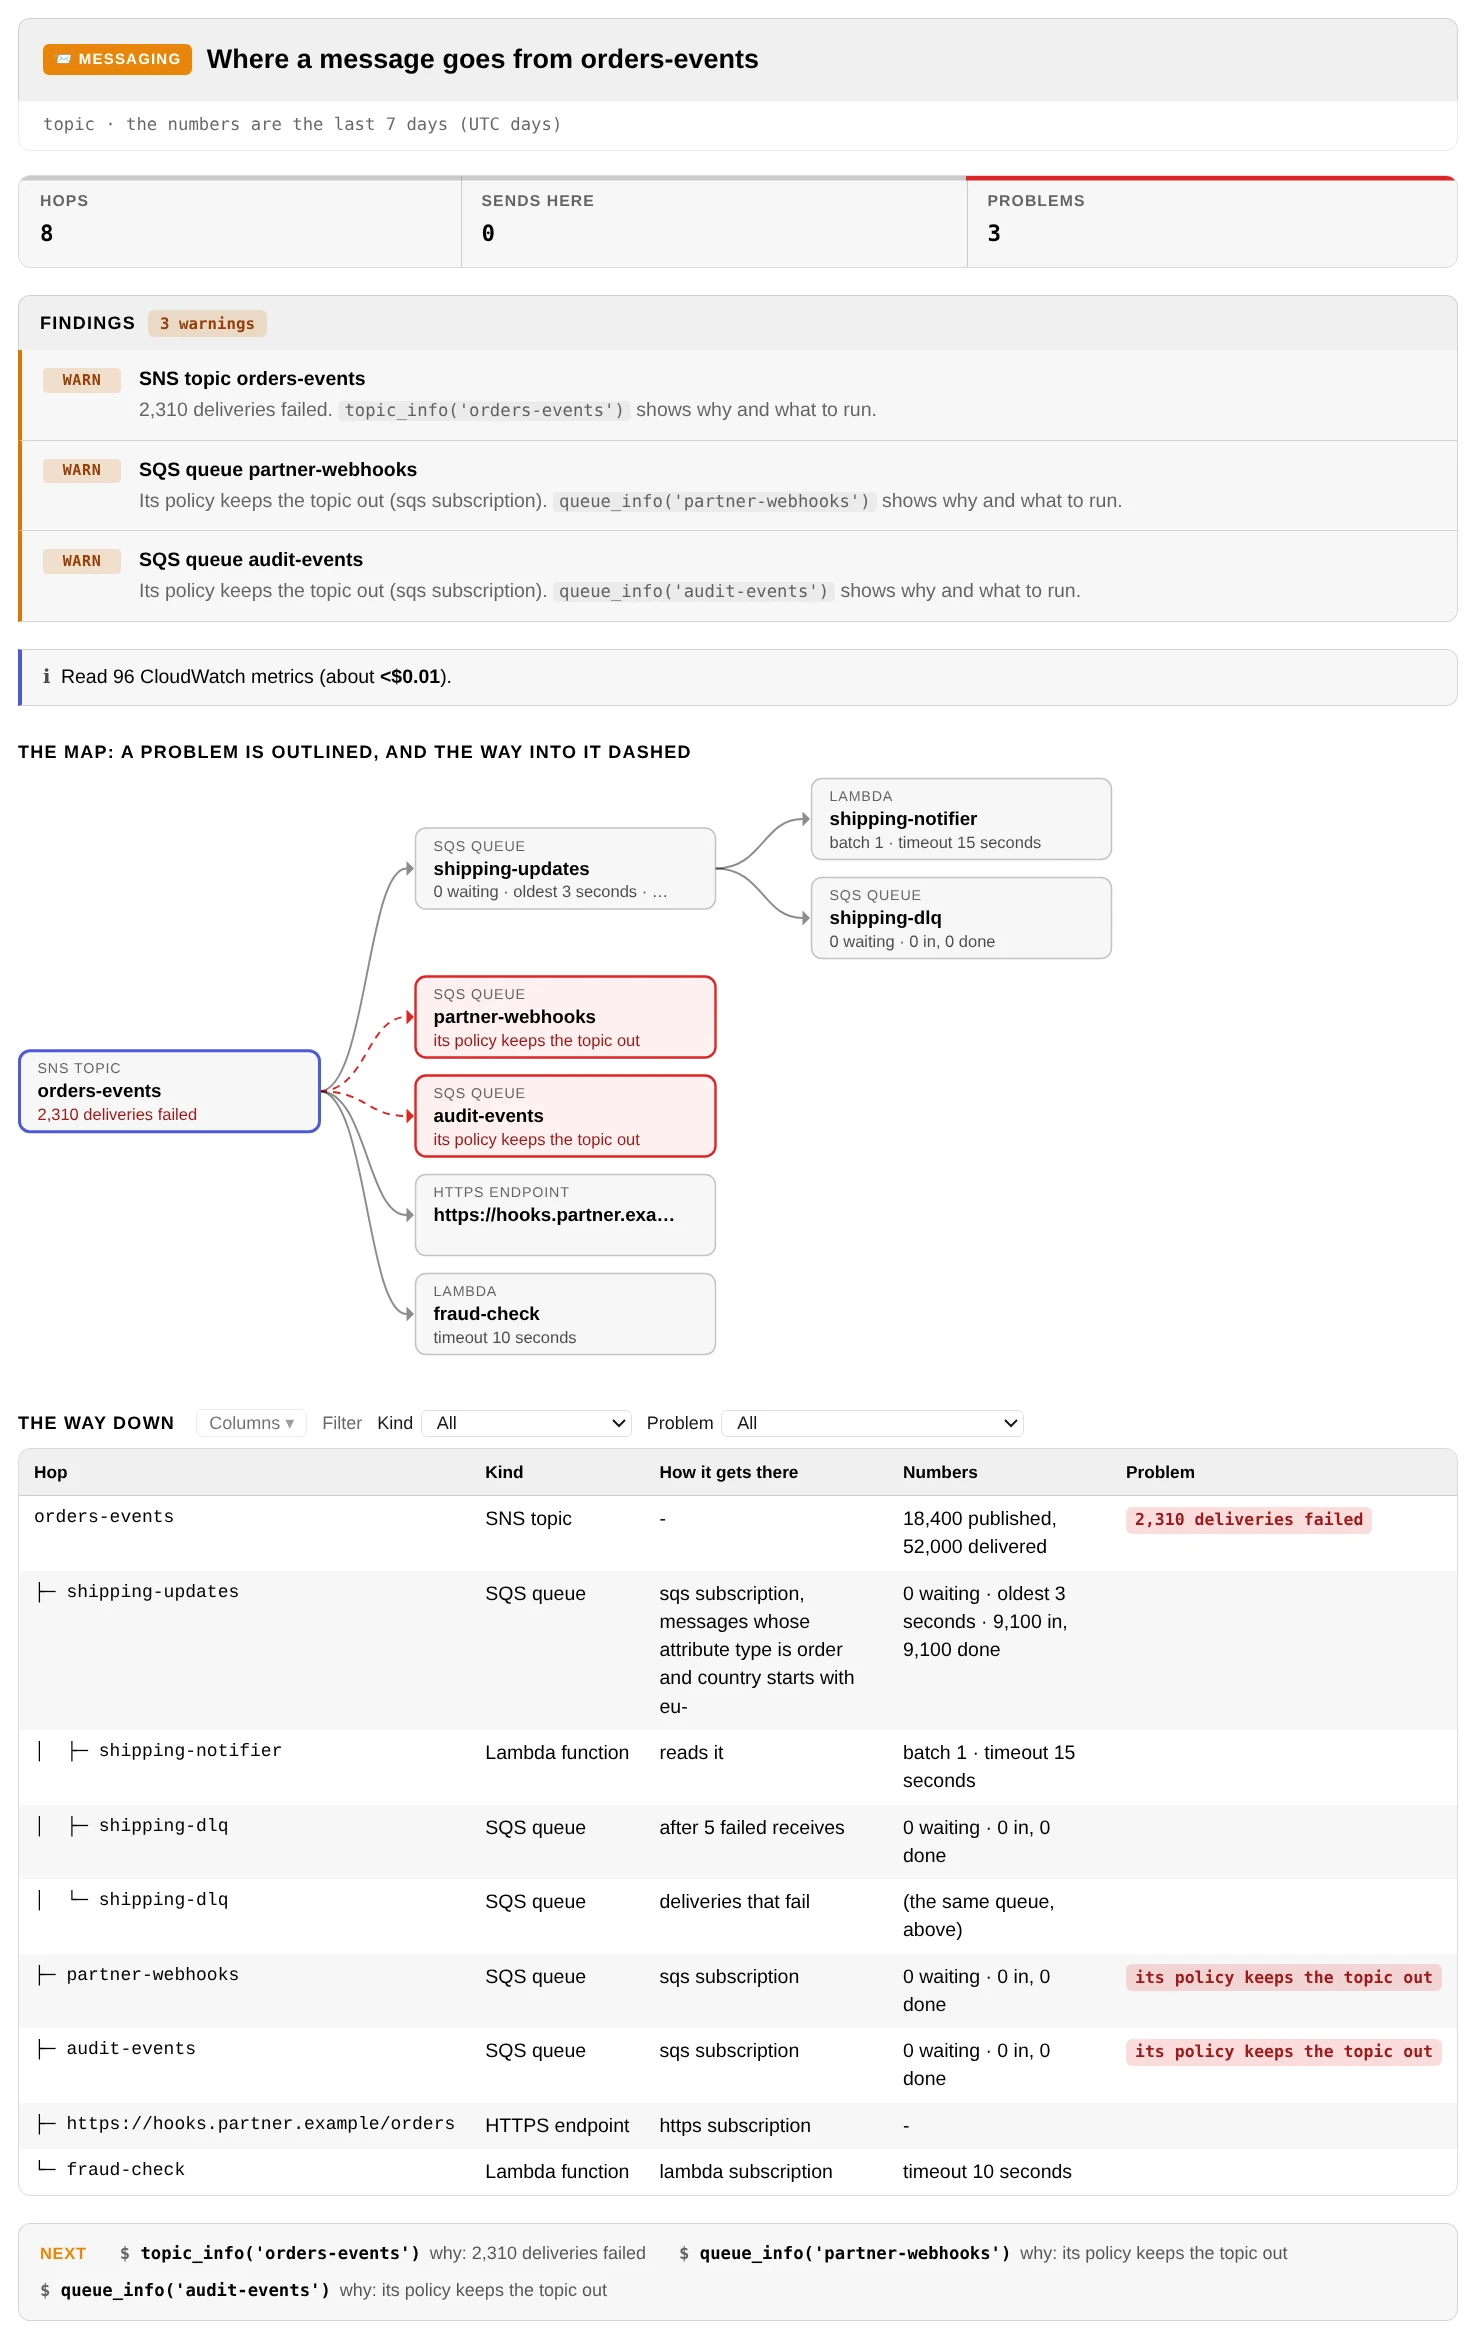 MESSAGING Where a message goes from orders-events
topic · the numbers are the last 7 days (UTC days)
HOPS
8
SENDS HERE
0
PROBLEMS
3
FINDINGS 3 warnings
WARN SNS topic orders-events
2,310 deliveries failed. topic_info('orders-events') shows why and what to run.
WARN SQS queue partner-webhooks
Its policy keeps the topic out (sqs subscription). queue_info('partner-webhooks') shows why and what to run.
WARN SQS queue audit-events
Its policy keeps the topic out (sqs subscription). queue_info('audit-events') shows why and what to run.
ℹ Read 96 CloudWatch metrics (about <$0.01).
THE MAP: A PROBLEM IS OUTLINED, AND THE WAY INTO IT DASHED
SNS TOPIC
orders-events
2,310 deliveries failed
SQS QUEUE
shipping-updates
0 waiting · oldest 3 seconds · …
LAMBDA
shipping-notifier
batch 1 · timeout 15 seconds
SQS QUEUE
shipping-dlq
0 waiting · 0 in, 0 done
SQS QUEUE
partner-webhooks
its policy keeps the topic out
SQS QUEUE
audit-events
its policy keeps the topic out
HTTPS ENDPOINT
https://hooks.partner.exa…
LAMBDA
fraud-check
timeout 10 seconds
THE WAY DOWN Columns ▾ Filter Kind All Problem All
Hop Kind How it gets there Numbers Problem
orders-events SNS topic - 18,400 published, 2,310 deliveries failed
52,000 delivered
├─ shipping-updates SQS queue sqs subscription, 0 waiting · oldest 3
messages whose seconds · 9,100 in,
attribute type is order 9,100 done
and country starts with
eu-
│ ├─ shipping-notifier Lambda function reads it batch 1 · timeout 15
seconds
│ ├─ shipping-dlq SQS queue after 5 failed receives 0 waiting · 0 in, 0
done
│ └─ shipping-dlq SQS queue deliveries that fail (the same queue,
above)
├─ partner-webhooks SQS queue sqs subscription 0 waiting · 0 in, 0 its policy keeps the topic out
done
├─ audit-events SQS queue sqs subscription 0 waiting · 0 in, 0 its policy keeps the topic out
done
├─ https://hooks.partner.example/orders HTTPS endpoint https subscription -
└─ fraud-check Lambda function lambda subscription timeout 10 seconds
NEXT $ topic_info('orders-events') why: 2,310 deliveries failed $ queue_info('partner-webhooks') why: its policy keeps the topic out
$ queue_info('audit-events') why: its policy keeps the topic out